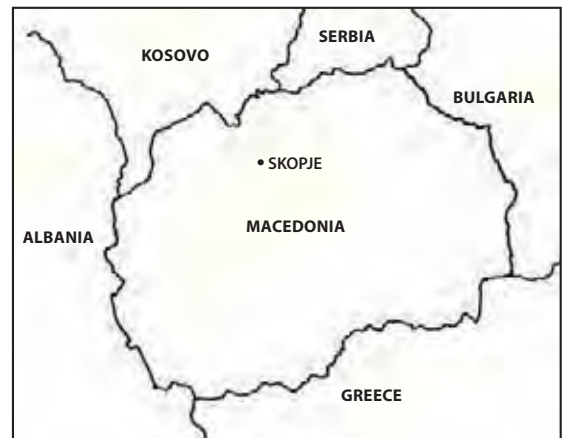 SERBIA
KOSOVO
BULGARIA
• SKOPJE
MACEDONIA
ALBANIA
GREECE